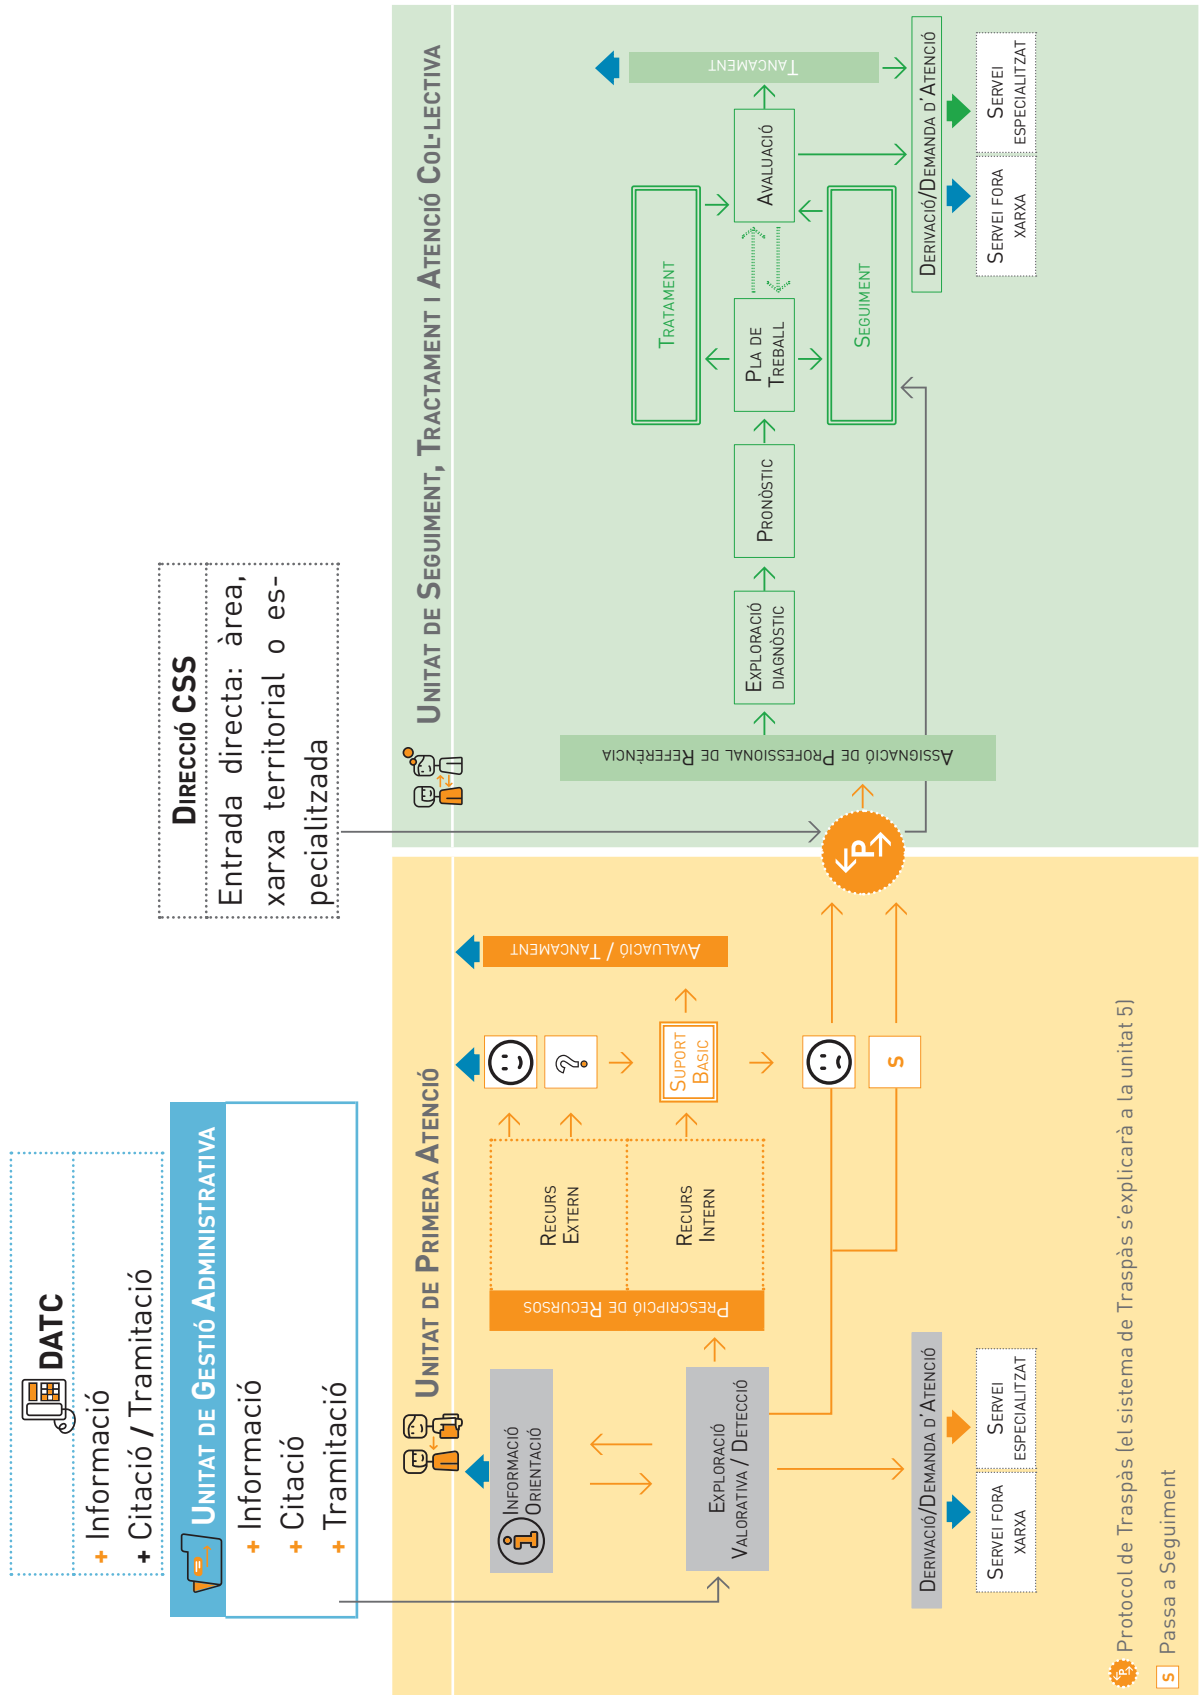 DATC
+ Informació
+ Citació / Tramitació
UNITAT DE GESTIÓ ADMINISTRATIVA
+ Informació
+ Citació
+ Tramitació
DIRECCIÓ CSS
Entrada directa: àrea,
xarxa territorial o es-
pecialitzada
UNITAT DE PRIMERA ATENCIÓ
i
INFORMACIÓ
ORIENTACIÓ
EXPLORACIÓ
VALORATIVA / DETECCIÓ
PRESCRIPCIÓ DE RECURSOS
RECURS
EXTERN
RECURS
INTERN
?
SUPORT
BASIC
AVALUACIÓ / TANCAMENT
S
P
DERIVACIÓ/DEMANDA D'ATENCIÓ
SERVEI FORA
XARXA
SERVEI
ESPECIALITZAT
UNITAT DE SEGUIMENT, TRACTAMENT I ATENCIÓ COL·LECTIVA
ASSIGNACIÓ DE PROFESSIONAL DE REFERÈNCIA
EXPLORACIÓ
DIAGNÒSTIC
PRONÒSTIC
PLA DE
TREBALL
TRATAMENT
SEGUIMENT
AVALUACIÓ
TANCAMENT
DERIVACIÓ/DEMANDA D'ATENCIÓ
SERVEI FORA
XARXA
SERVEI
ESPECIALITZAT
P Protocol de Traspàs (el sistema de Traspàs s'explicarà a la unitat 5)
S Passa a Seguiment